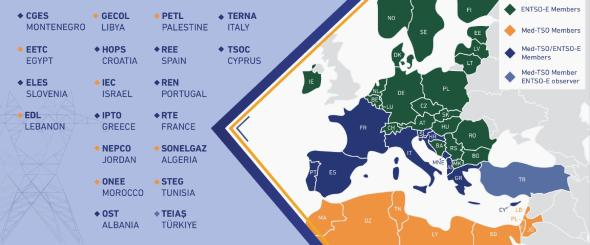 CGES
MONTENEGRO
EETC
EGYPT
ELES
SLOVENIA
EDL
LEBANON
GECOL
LIBYA
HOPS
CROATIA
IEC
ISRAEL
IPTO
GREECE
NEPCO
JORDAN
ONEE
MOROCCO
OST
ALBANIA
PETL
PALESTINE
REE
SPAIN
REN
PORTUGAL
RTE
FRANCE
SONELGAZ
ALGERIA
STEG
TUNISIA
TEIAŞ
TÜRKIYE
TERNA
ITALY
TSOC
CYPRUS
ENTSO-E Members
Med-TSO Members
Med-TSO/ENTSO-E
Members
Med-TSO Member
ENTSO-E observer
NO
SE
FI
EE
LV
LT
DK
IE
NL
BE
LU
DE
PL
CZ
SK
AT
HU
CH
FR
RO
HR
BA
RS
BG
ME
MK
IT
PT
ES
GR
TR
CY
LB
PL
MA
DZ
TN
LY
EG